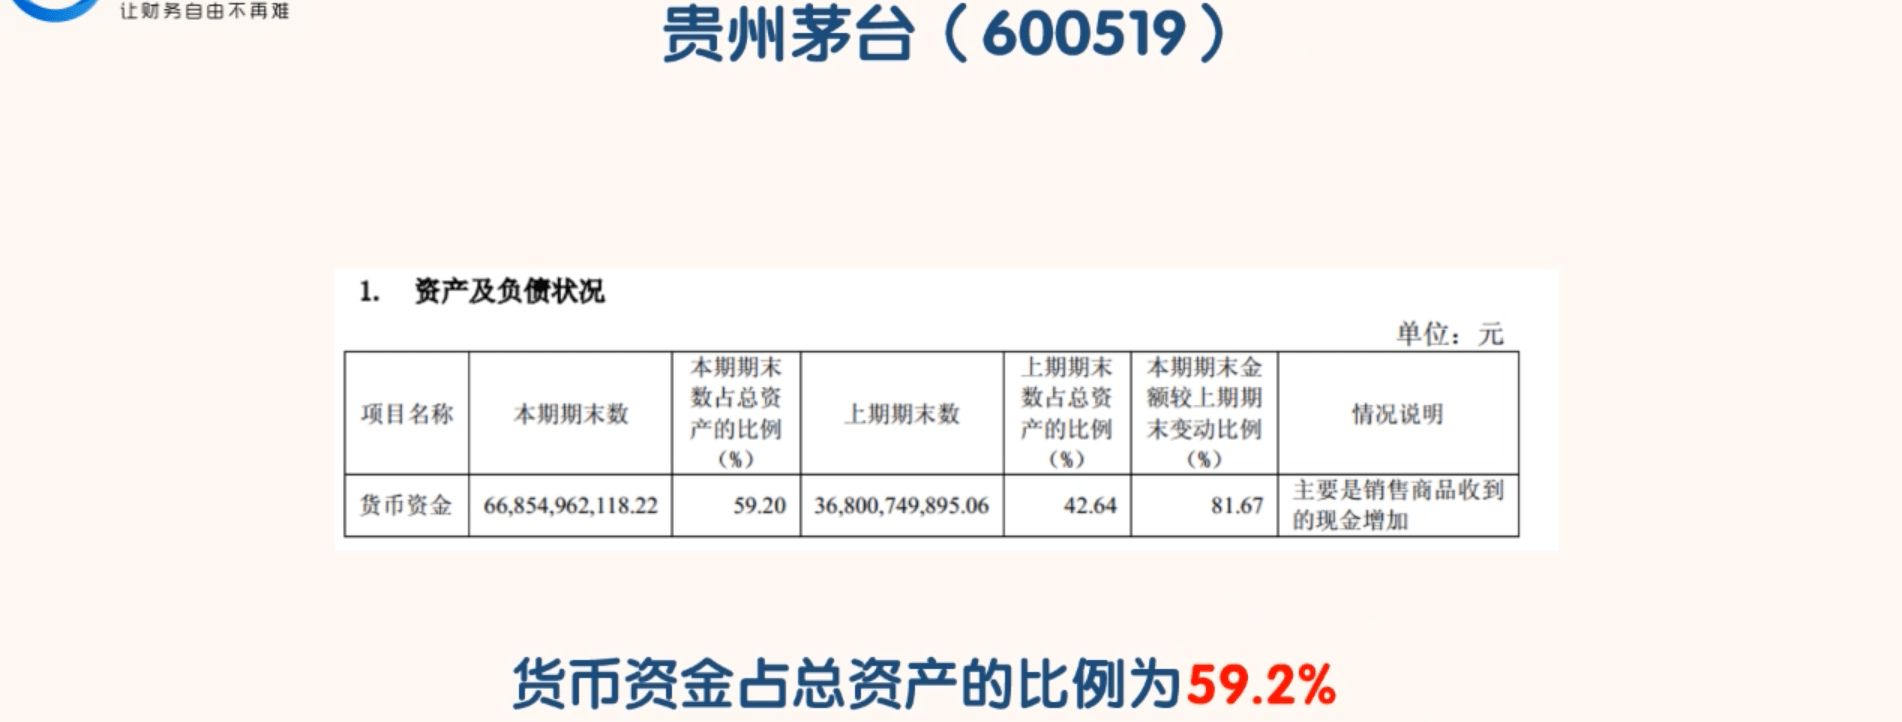 让财务自由不再难
贵州茅台（600519）
1. 资产及负债状况
单位：元
项目名称 本期期末数 本期期末数占总资产的比例（%） 上期期末数 上期期末数占总资产的比例（%） 本期期末金额较上期期末变动比例（%） 情况说明
货币资金 66,854,962,118.22 59.20 36,800,749,895.06 42.64 81.67 主要是销售商品收到的现金增加
货币资金占总资产的比例为59.2%